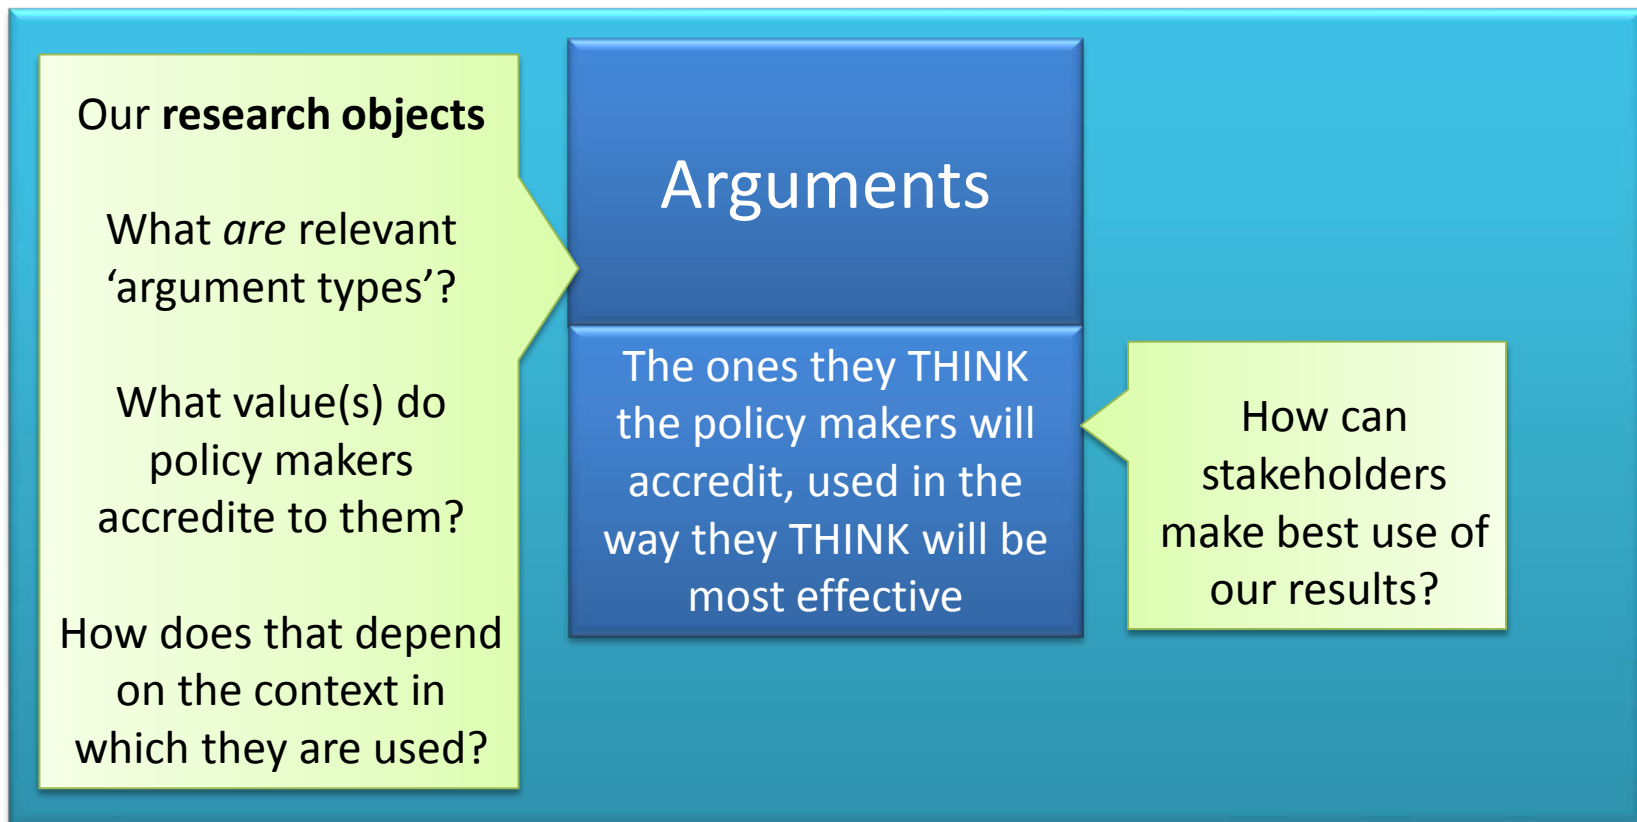 Our research objects
What are relevant
‘argument types’?
What value(s) do
policy makers
accredite to them?
How does that depend
on the context in
which they are used?
Arguments
The ones they THINK
the policy makers will
accredit, used in the
way they THINK will be
most effective
How can
stakeholders
make best use of
our results?